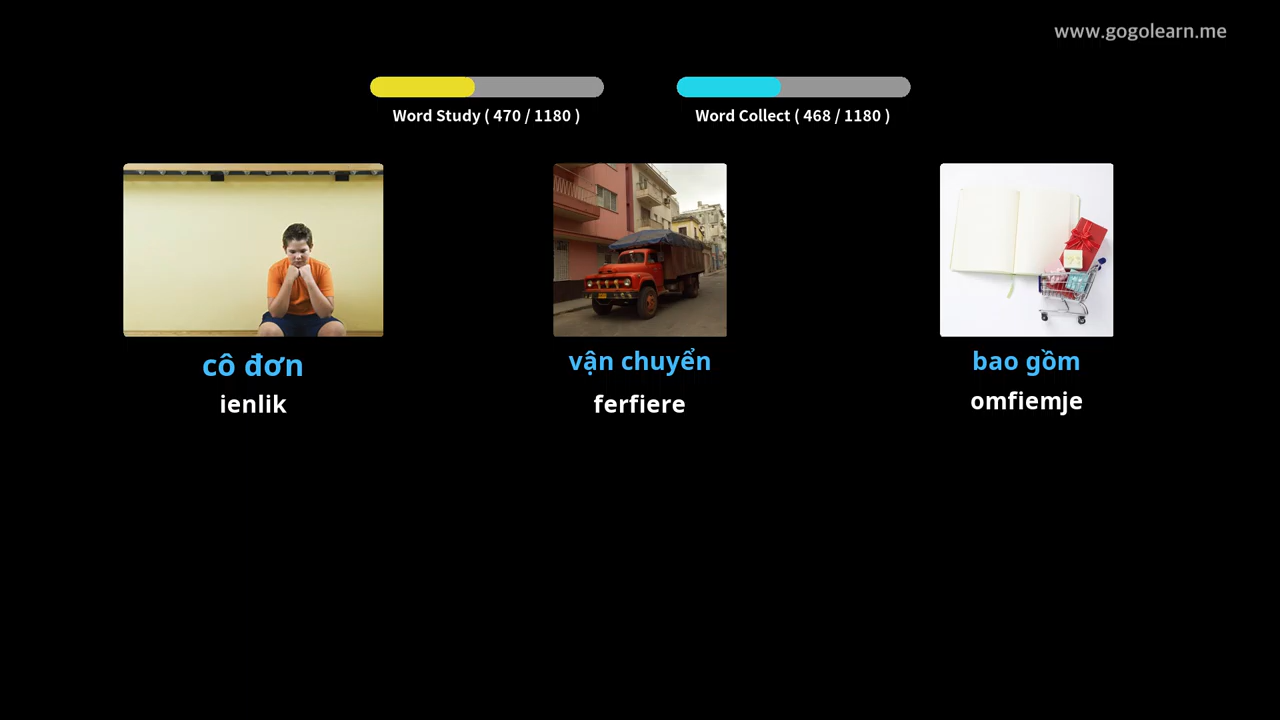 www.gogolearn.me
Word Study ( 470 / 1180 )
Word Collect ( 468 / 1180 )
cô đơn
ienlik
vận chuyển
ferfiere
bao gồm
omfiemje